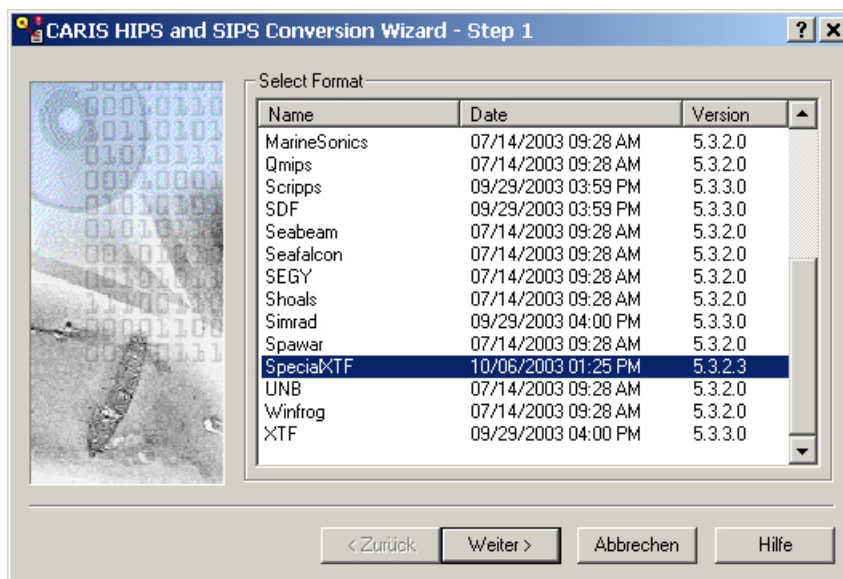 CARIS HIPS and SIPS Conversion Wizard - Step 1
Select Format
Name Date Version
MarineSonics 07/14/2003 09:28 AM 5.3.2.0
Qmips 07/14/2003 09:28 AM 5.3.2.0
Scripps 09/29/2003 03:59 PM 5.3.3.0
SDF 09/29/2003 03:59 PM 5.3.3.0
Seabeam 07/14/2003 09:28 AM 5.3.2.0
Seafalcon 07/14/2003 09:28 AM 5.3.2.0
SEGY 07/14/2003 09:28 AM 5.3.2.0
Shoals 07/14/2003 09:28 AM 5.3.2.0
Simrad 09/29/2003 04:00 PM 5.3.3.0
Spawar 07/14/2003 09:28 AM 5.3.2.0
SpecialXTF 10/06/2003 01:25 PM 5.3.2.3
UNB 07/14/2003 09:28 AM 5.3.2.0
Winfrog 07/14/2003 09:28 AM 5.3.2.0
XTF 09/29/2003 04:00 PM 5.3.3.0
< Zurück Weiter > Abbrechen Hilfe